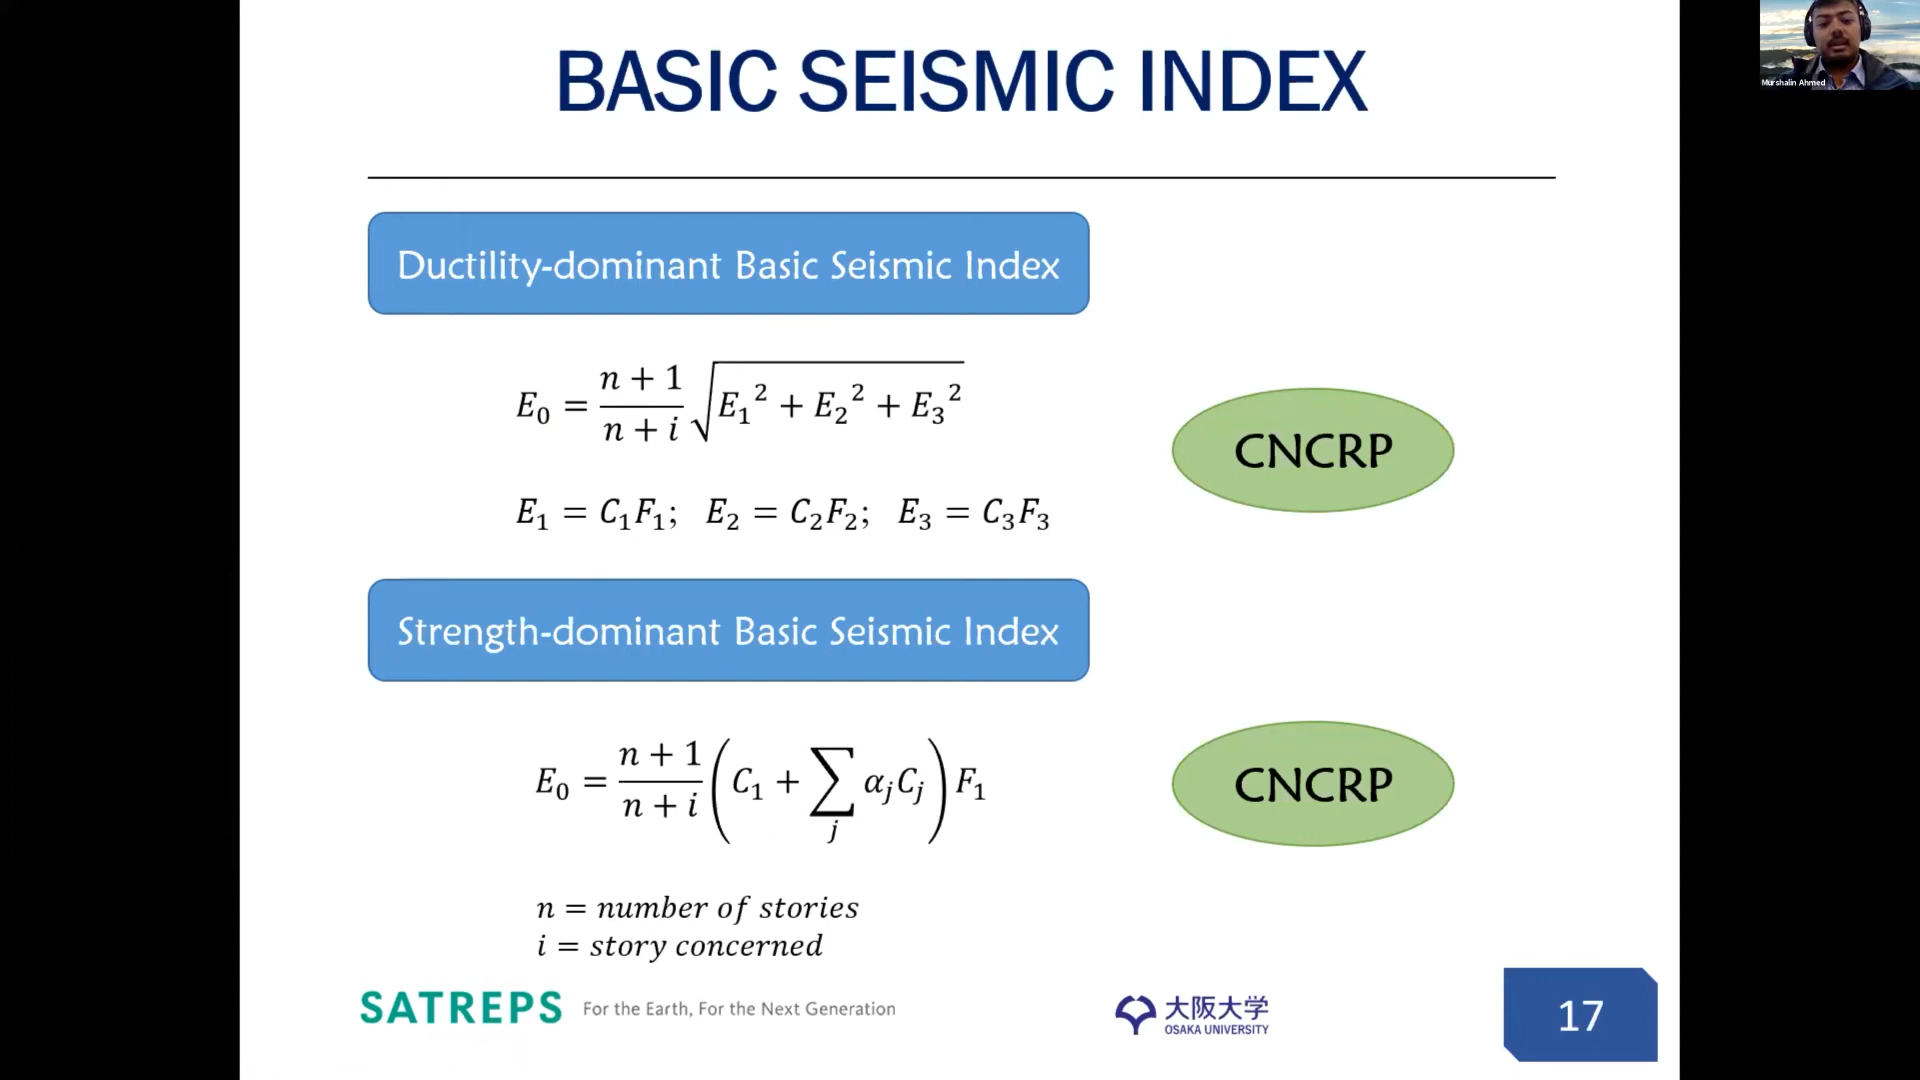 BASIC SEISMIC INDEX
Murshalin Ahmed
Ductility-dominant Basic Seismic Index
E₀ = (n + 1)/(n + i) √(E₁² + E₂² + E₃²)
CNCRP
E₁ = C₁F₁; E₂ = C₂F₂; E₃ = C₃F₃
Strength-dominant Basic Seismic Index
E₀ = (n + 1)/(n + i) (C₁ + ∑ⱼ αⱼCⱼ) F₁
CNCRP
n = number of stories
i = story concerned
SATREPS For the Earth, For the Next Generation
大阪大学
OSAKA UNIVERSITY
17